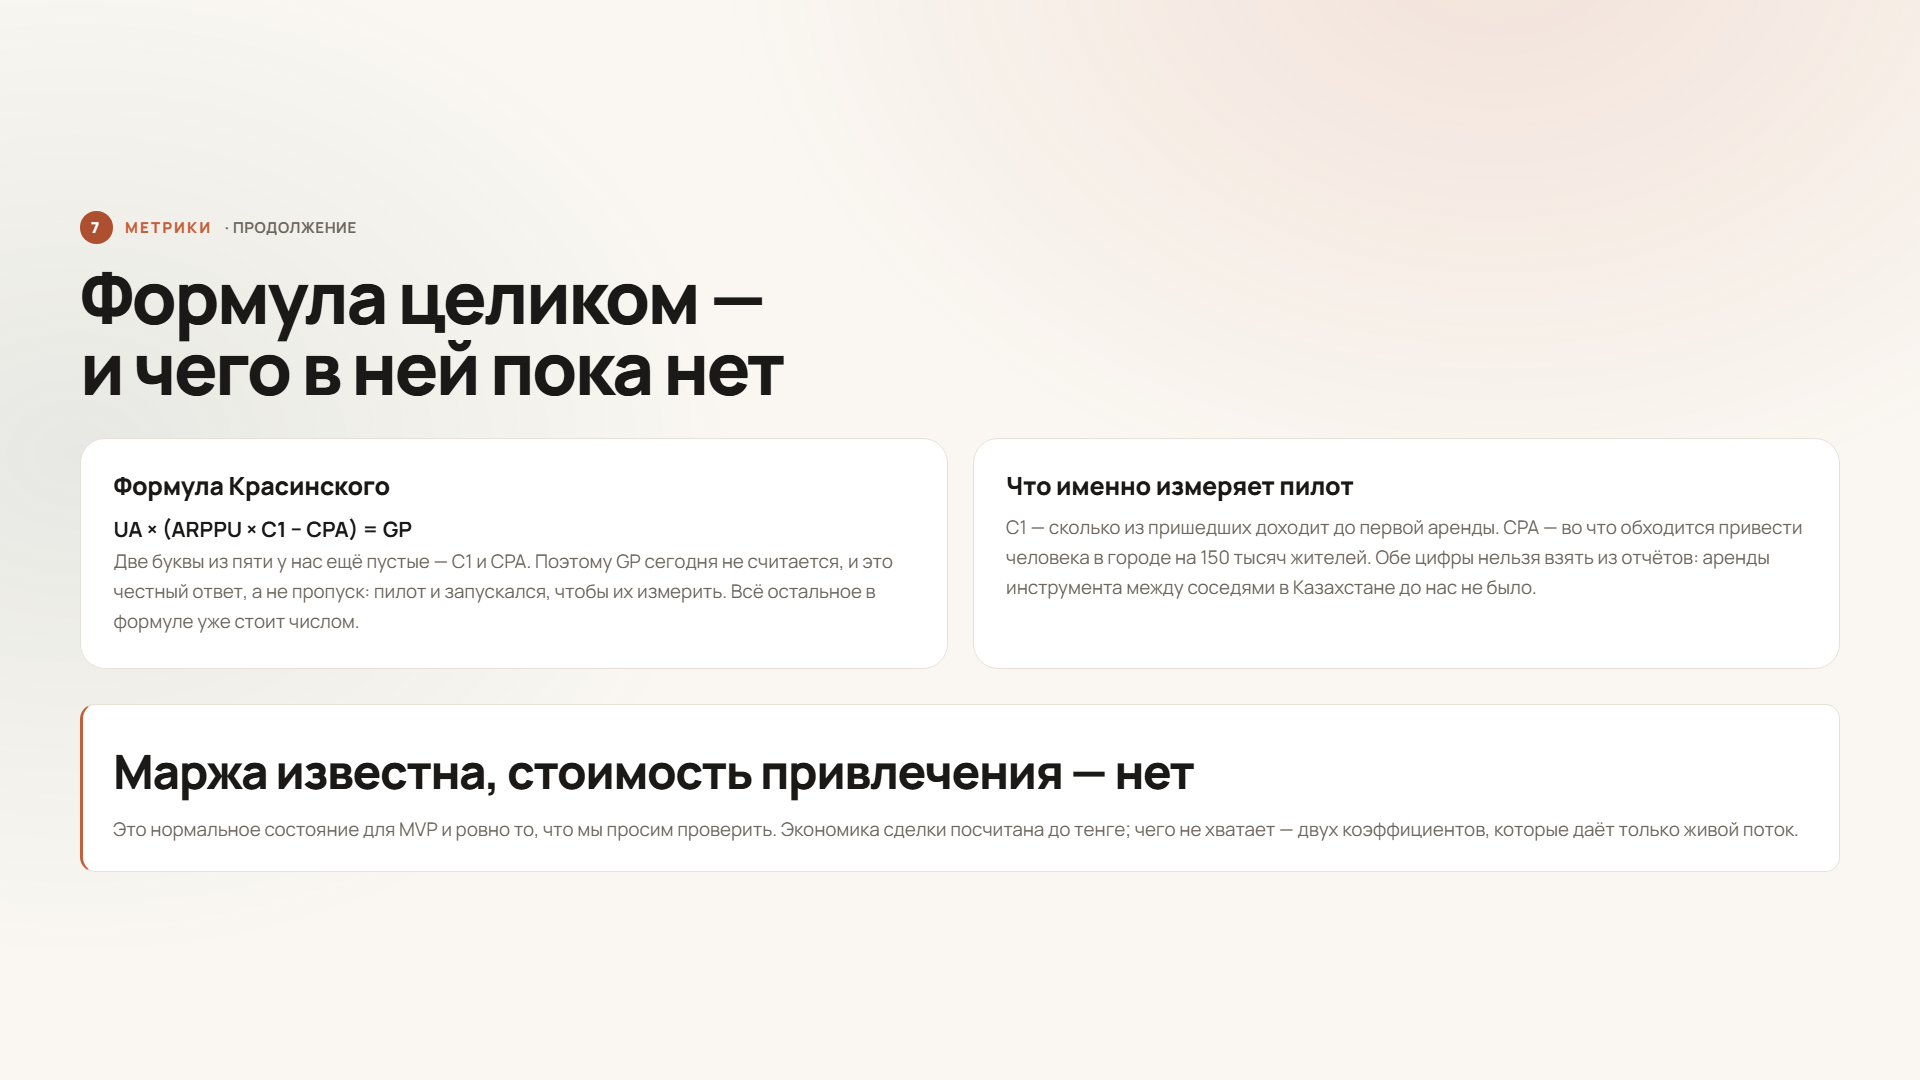 7 МЕТРИКИ · ПРОДОЛЖЕНИЕ
Формула целиком —
и чего в ней пока нет
Формула Красинского
UA × (ARPPU × C1 − CPA) = GP
Две буквы из пяти у нас ещё пустые — C1 и CPA. Поэтому GP сегодня не считается, и это
честный ответ, а не пропуск: пилот и запускался, чтобы их измерить. Всё остальное в
формуле уже стоит числом.
Что именно измеряет пилот
C1 — сколько из пришедших доходит до первой аренды. CPA — во что обходится привести
человека в городе на 150 тысяч жителей. Обе цифры нельзя взять из отчётов: аренды
инструмента между соседями в Казахстане до нас не было.
Маржа известна, стоимость привлечения — нет
Это нормальное состояние для MVP и ровно то, что мы просим проверить. Экономика сделки посчитана до тенге; чего не хватает — двух коэффициентов, которые даёт только живой поток.